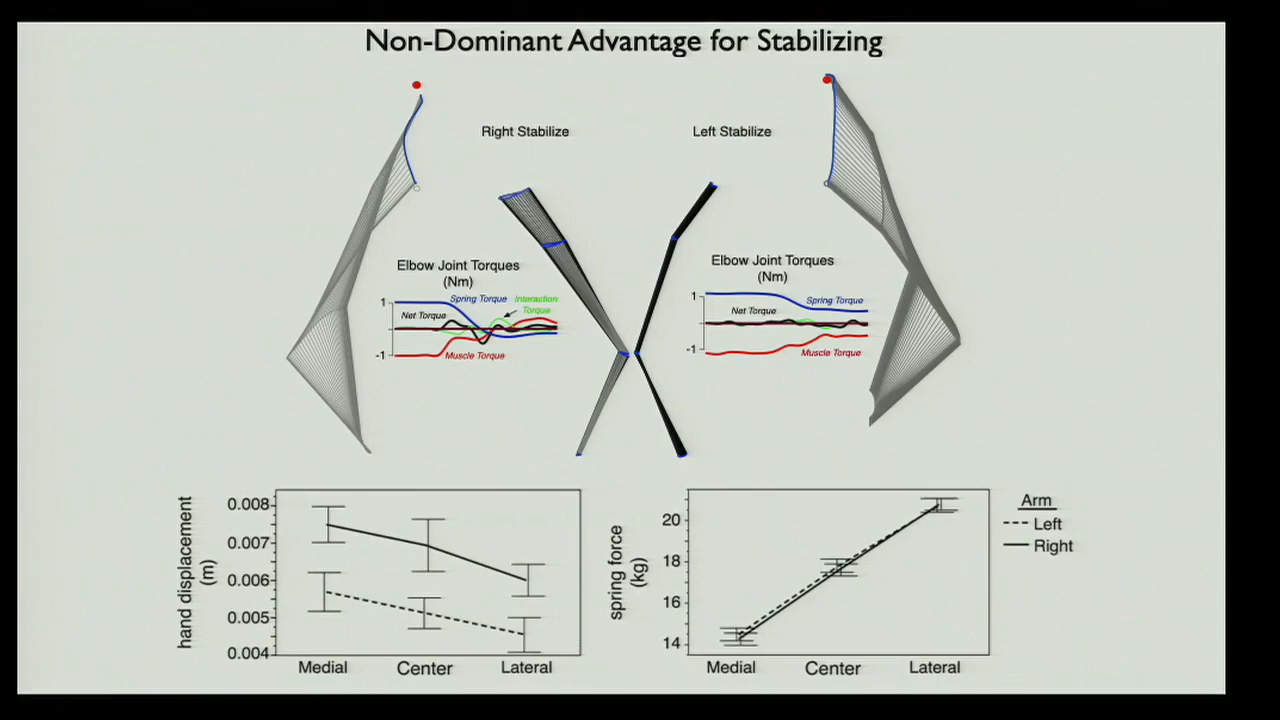 Non-Dominant Advantage for Stabilizing
Right Stabilize
Left Stabilize
Elbow Joint Torques
(Nm)
1
Spring Torque
Interaction
Torque
Net Torque
-1
Muscle Torque
Elbow Joint Torques
(Nm)
1
Spring Torque
Net Torque
-1
Muscle Torque
hand displacement
(m)
0.008
0.007
0.006
0.005
0.004
Medial
Center
Lateral
spring force
(kg)
20
18
16
14
Medial
Center
Lateral
Arm
Left
Right